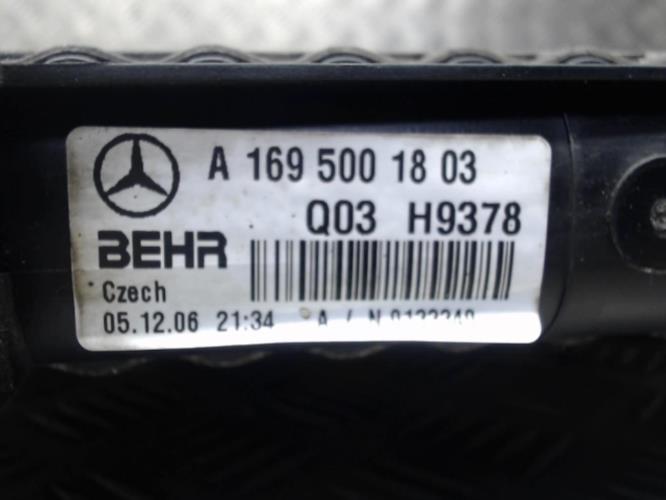 A 169 500 18 03
Q03 H9378
BEHR
Czech
05.12.06 21:34 A / N